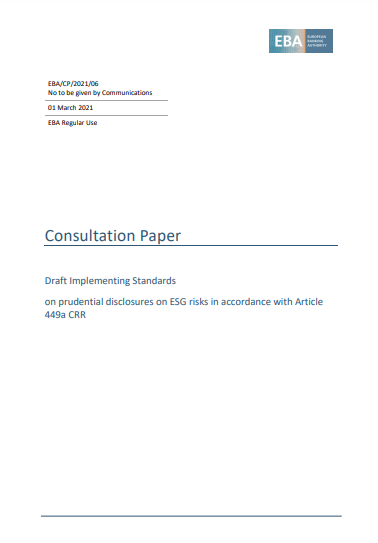 EBA EUROPEAN
BANKING
AUTHORITY
EBA/CP/2021/06
No to be given by Communications
01 March 2021
EBA Regular Use
Consultation Paper
Draft Implementing Standards
on prudential disclosures on ESG risks in accordance with Article
449a CRR